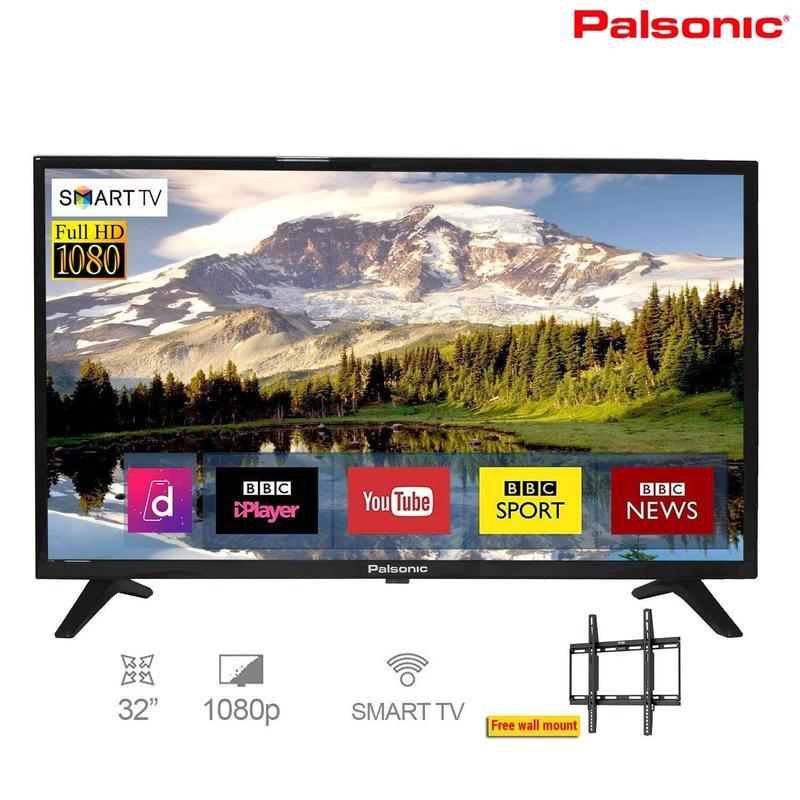 Palsonic®
SMART TV
Full HD
1080
d
BBC
iPlayer
YouTube
BBC
SPORT
BBC
NEWS
Palsonic
32”
1080p
SMART TV
Free wall mount